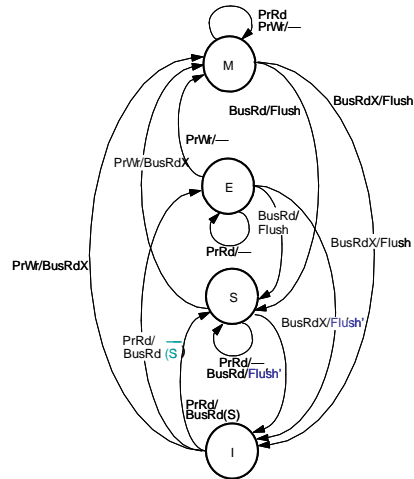 PrRd
PrWr/—
M
BusRd/Flush
BusRdX/Flush
PrWr/—
PrWr/BusRdX
E
BusRd/
Flush
PrRd/—
BusRdX/Flush
PrWr/BusRdX
S
BusRdX/Flush'
PrRd/—
BusRd/Flush'
PrRd/
BusRd (S̅)
PrRd/
BusRd(S)
I